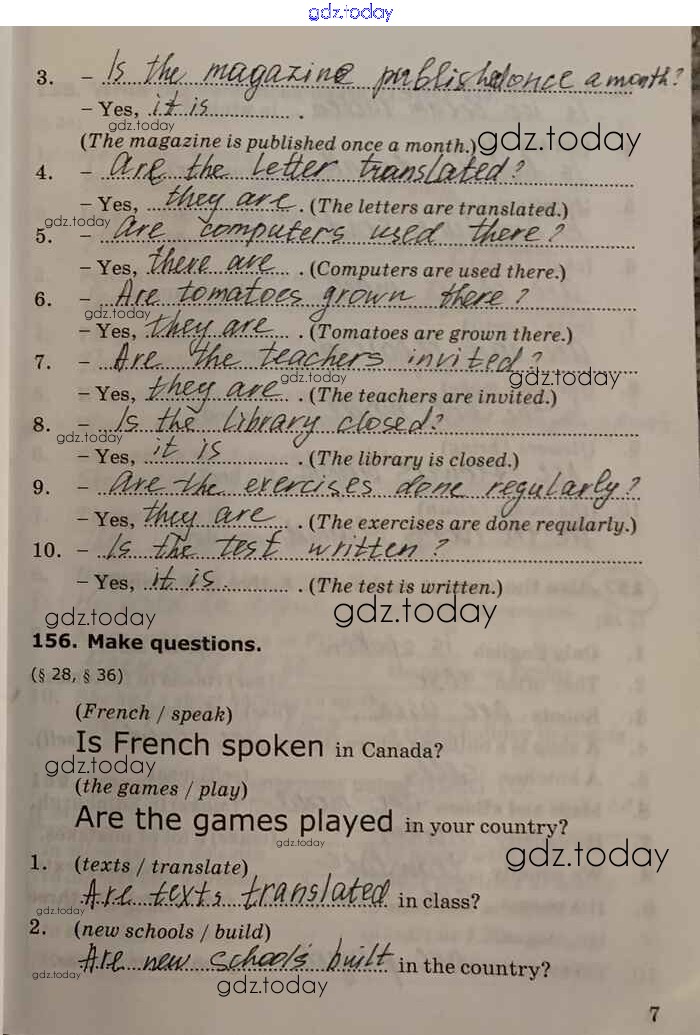 gdz.today
3. – Is the magazine published once a month?
– Yes, it is .
gdz.today
(The magazine is published once a month.) gdz.today
4. – Are the letter translated?
– Yes, they are . (The letters are translated.)
gdz.today
5. – Are computers used there?
– Yes, there are . (Computers are used there.)
6. – Are tomatoes grown there?
gdz.today
– Yes, they are . (Tomatoes are grown there.)
7. – Are the teachers invited?
gdz.today gdz.today
– Yes, they are . (The teachers are invited.)
8. – Is the library closed?
gdz.today
– Yes, it is . (The library is closed.)
9. – Are the exercises done regularly?
– Yes, they are . (The exercises are done reqularly.)
10. – Is the test written?
– Yes, it is . (The test is written.)
gdz.today gdz.today
156. Make questions.
(§ 28, § 36)
(French / speak)
Is French spoken in Canada?
gdz.today
(the games / play)
Are the games played in your country?
gdz.today gdz.today
1. (texts / translate)
Are texts translated in class?
gdz.today
2. (new schools / build)
Are new schools built in the country?
gdz.today gdz.today
7